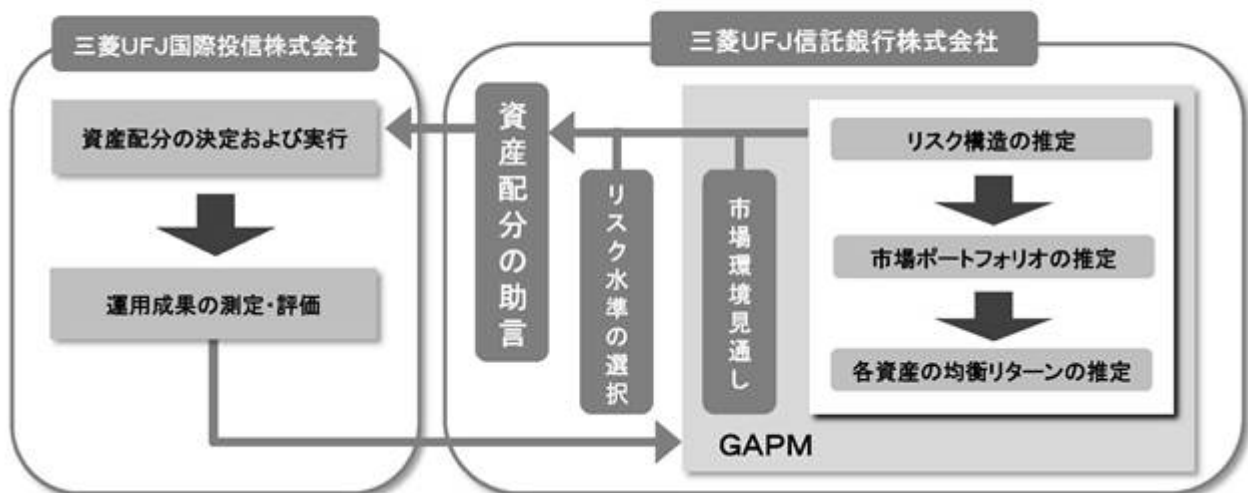 三菱UFJ国際投信株式会社
資産配分の決定および実行
運用成果の測定・評価
三菱UFJ信託銀行株式会社
資産配分の助言
リスク水準の選択
市場環境見通し
リスク構造の推定
市場ポートフォリオの推定
各資産の均衡リターンの推定
GAPM